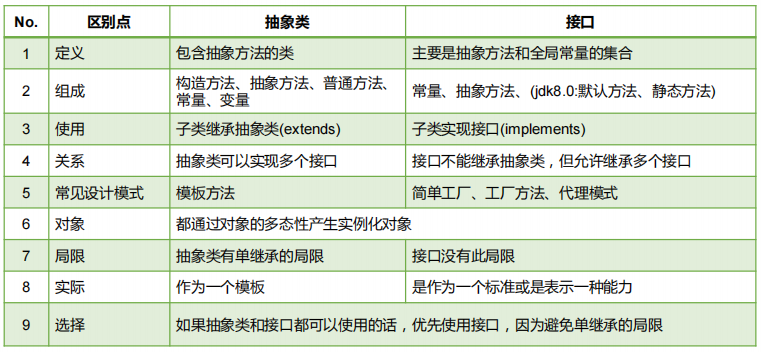 No. 区别点 抽象类 接口
1 定义 包含抽象方法的类 主要是抽象方法和全局常量的集合
2 组成 构造方法、抽象方法、普通方法、
常量、变量 常量、抽象方法、(jdk8.0:默认方法、静态方法)
3 使用 子类继承抽象类(extends) 子类实现接口(implements)
4 关系 抽象类可以实现多个接口 接口不能继承抽象类，但允许继承多个接口
5 常见设计模式 模板方法 简单工厂、工厂方法、代理模式
6 对象 都通过对象的多态性产生实例化对象
7 局限 抽象类有单继承的局限 接口没有此局限
8 实际 作为一个模板 是作为一个标准或是表示一种能力
9 选择 如果抽象类和接口都可以使用的话，优先使用接口，因为避免单继承的局限